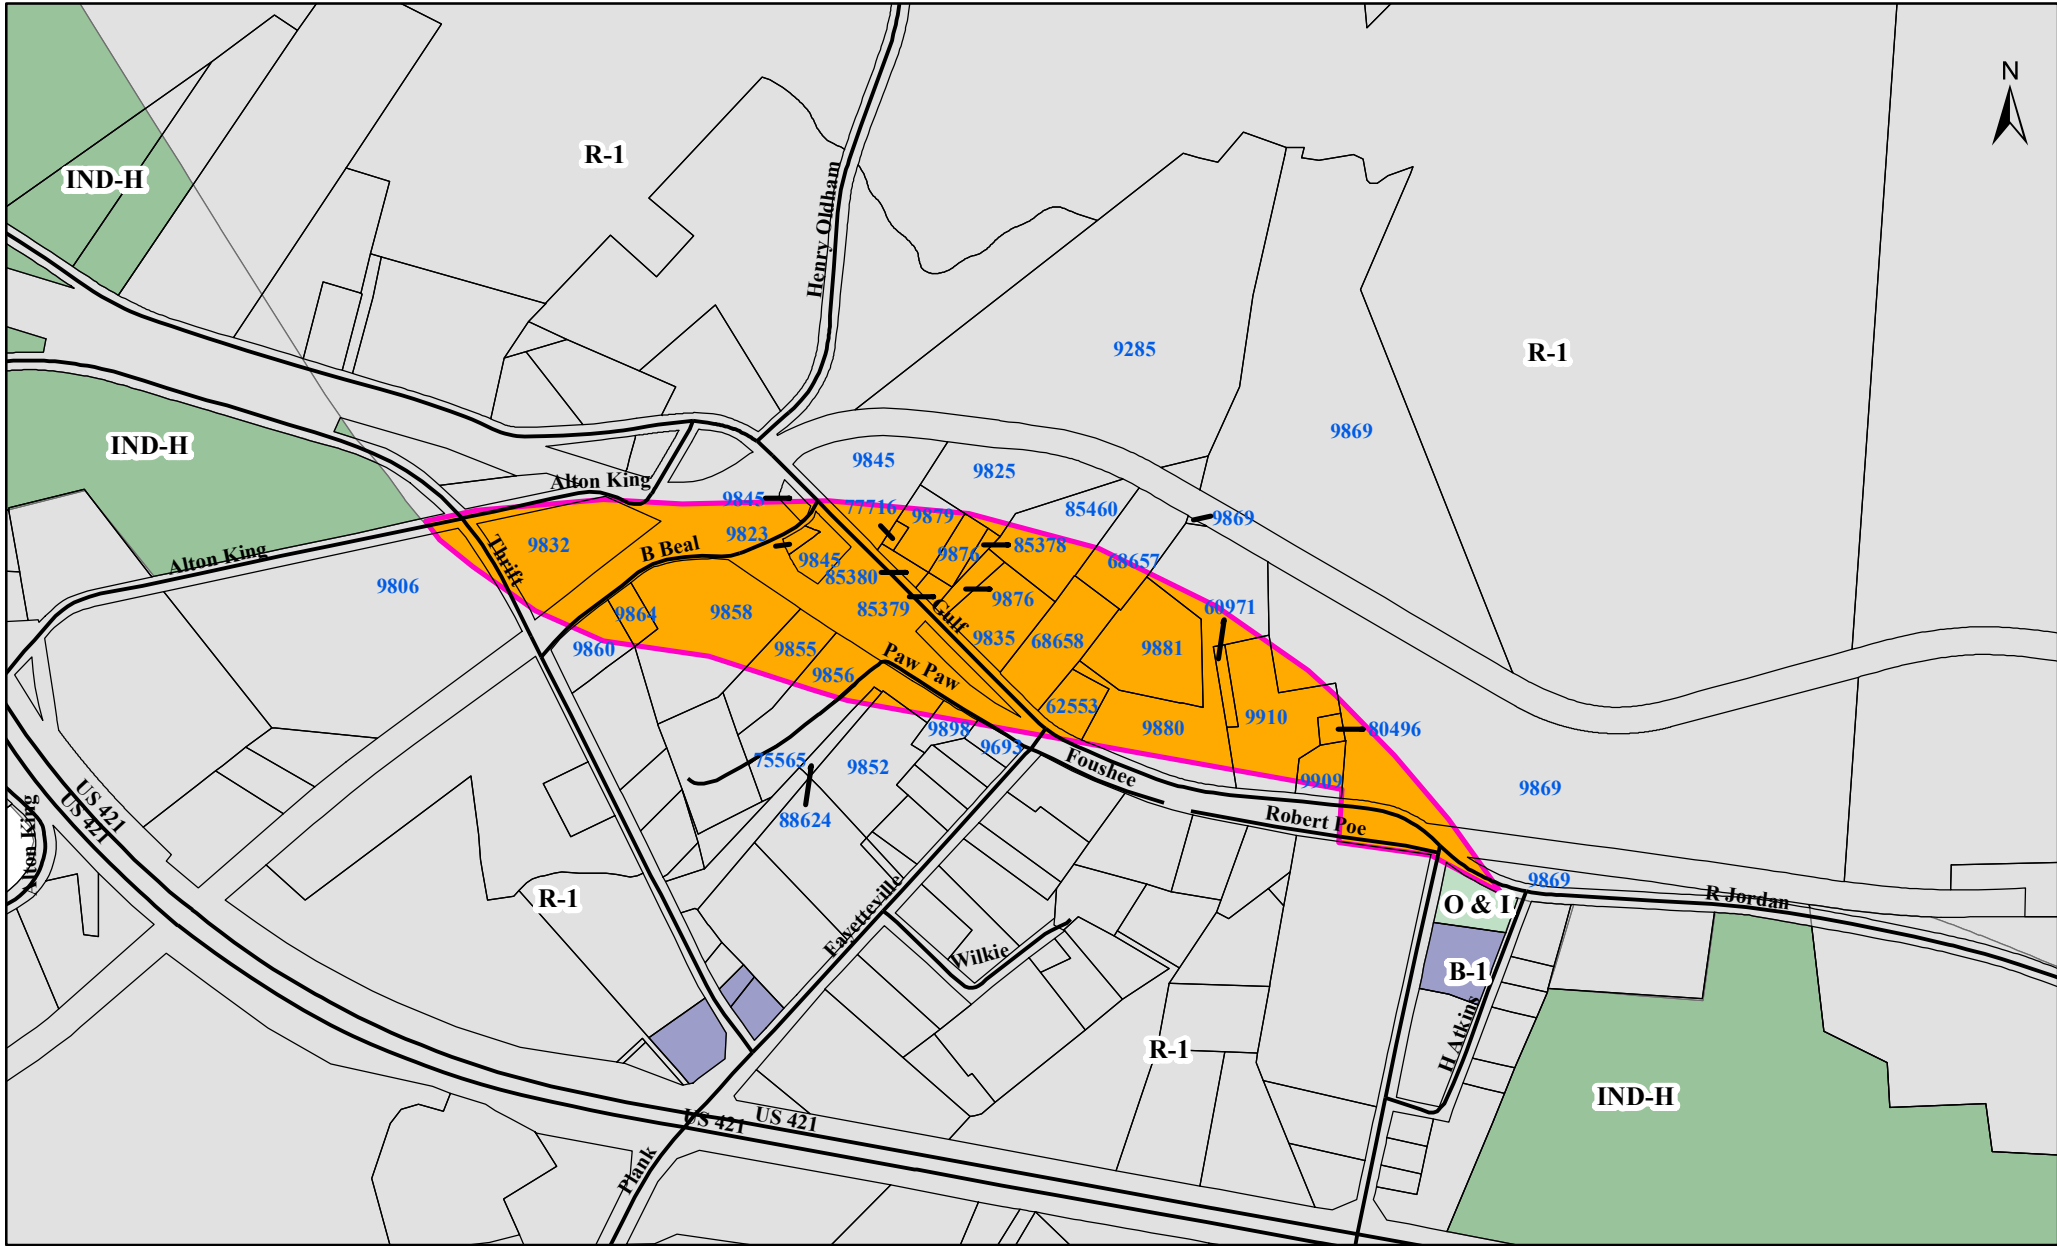 N
R-1
IND-H
Henry Oldham
9285
R-1
9869
IND-H
9845
9825
Alton King
9845
77716
9879
85460
9869
9832
B Beal
9823
9845
9876
85378
68657
Alton King
9806
Thrift
85380
9864
9858
85379
Gulf
9876
60971
9860
9855
9835
68658
9881
9856
Paw Paw
62553
9898
9880
9910
80496
9693
75565
9852
Foushee
9909
9869
US 421
US 421
Alton King
88624
Robert Poe
R-1
9869
R Jordan
O & I
Fayetteville
Wilkie
B-1
H Atkins
R-1
IND-H
US 421
US 421
Plank